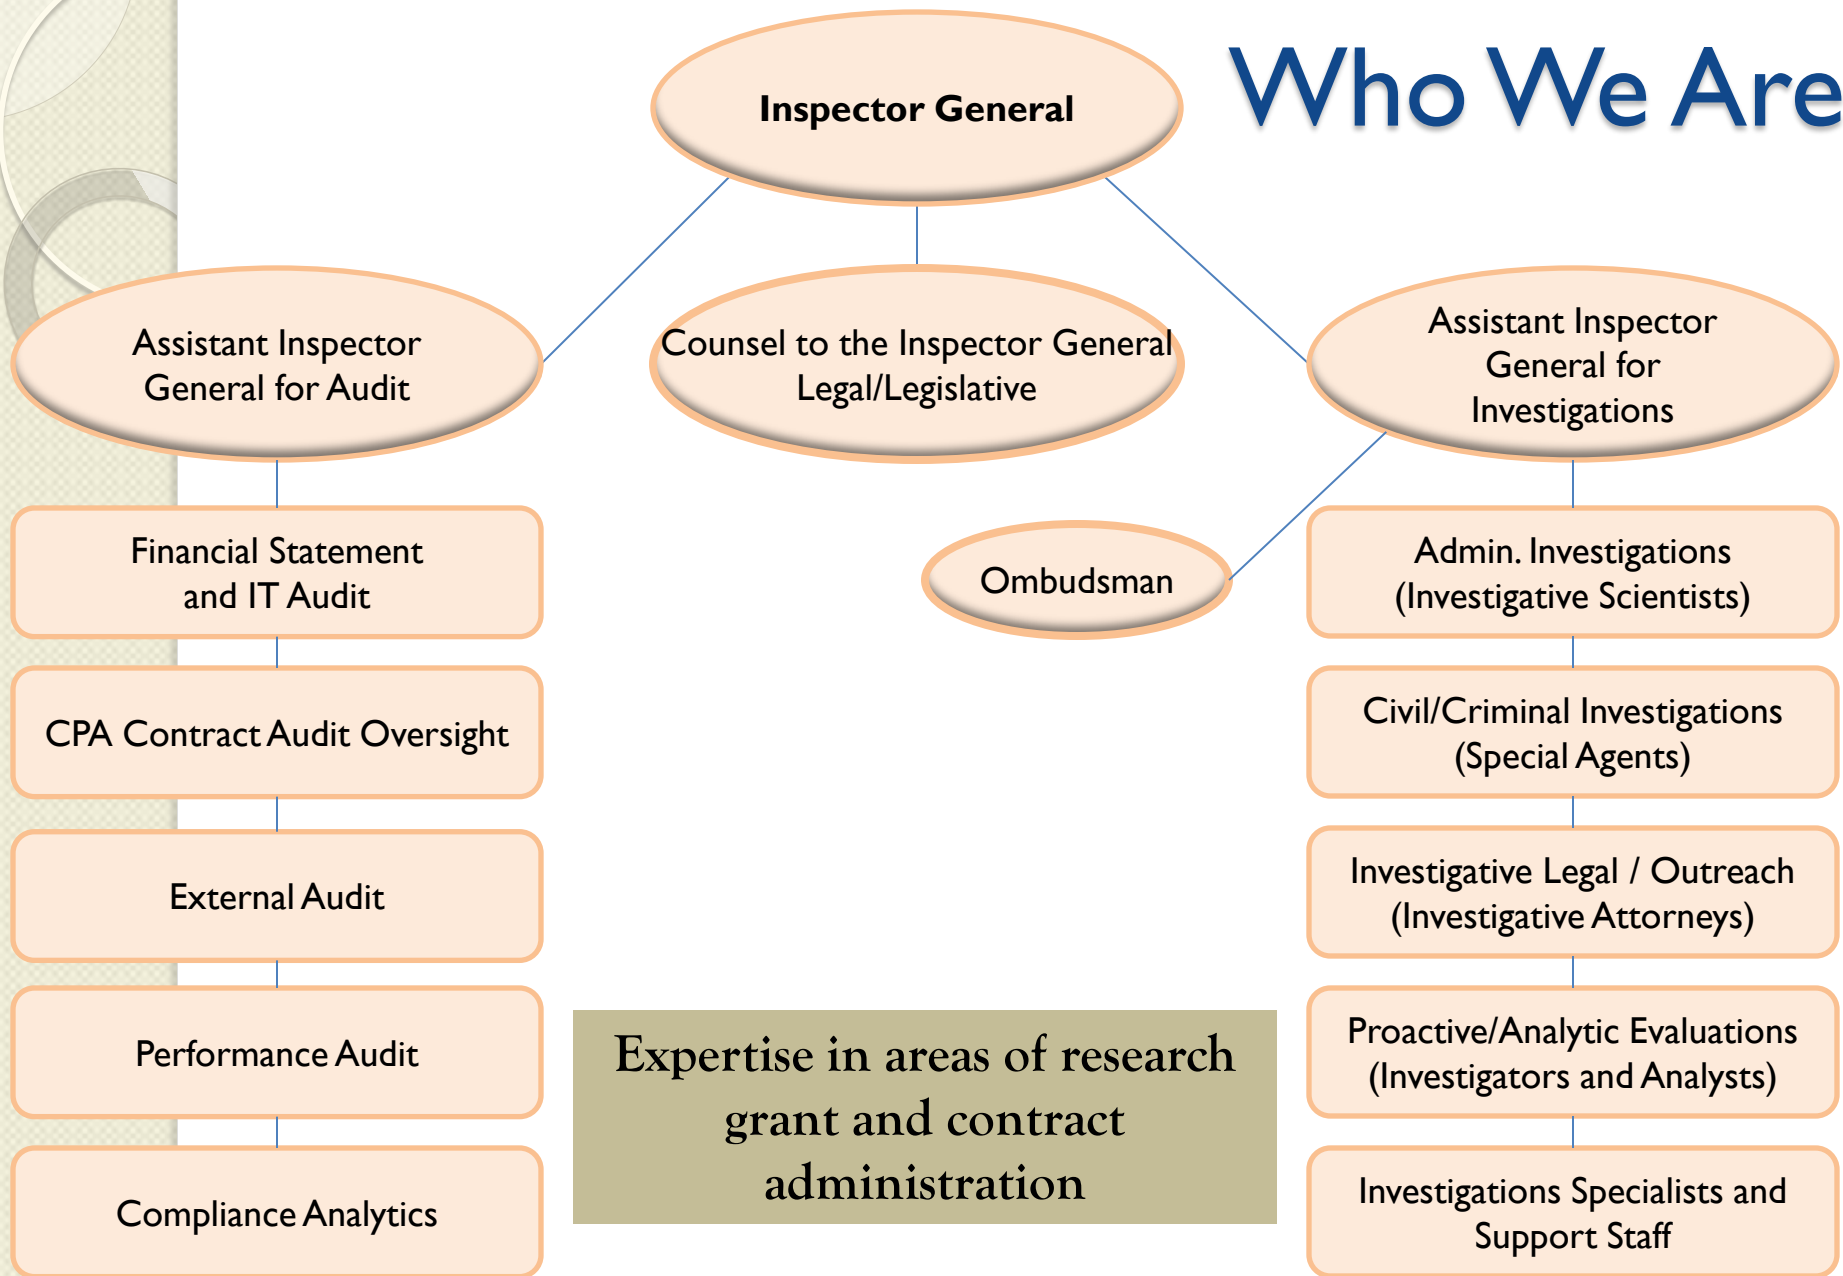 Who We Are
Inspector General
Assistant Inspector
General for Audit
Counsel to the Inspector General
Legal/Legislative
Assistant Inspector
General for
Investigations
Ombudsman
Financial Statement
and IT Audit
CPA Contract Audit Oversight
External Audit
Performance Audit
Compliance Analytics
Admin. Investigations
(Investigative Scientists)
Civil/Criminal Investigations
(Special Agents)
Investigative Legal / Outreach
(Investigative Attorneys)
Proactive/Analytic Evaluations
(Investigators and Analysts)
Investigations Specialists and
Support Staff
Expertise in areas of research
grant and contract
administration